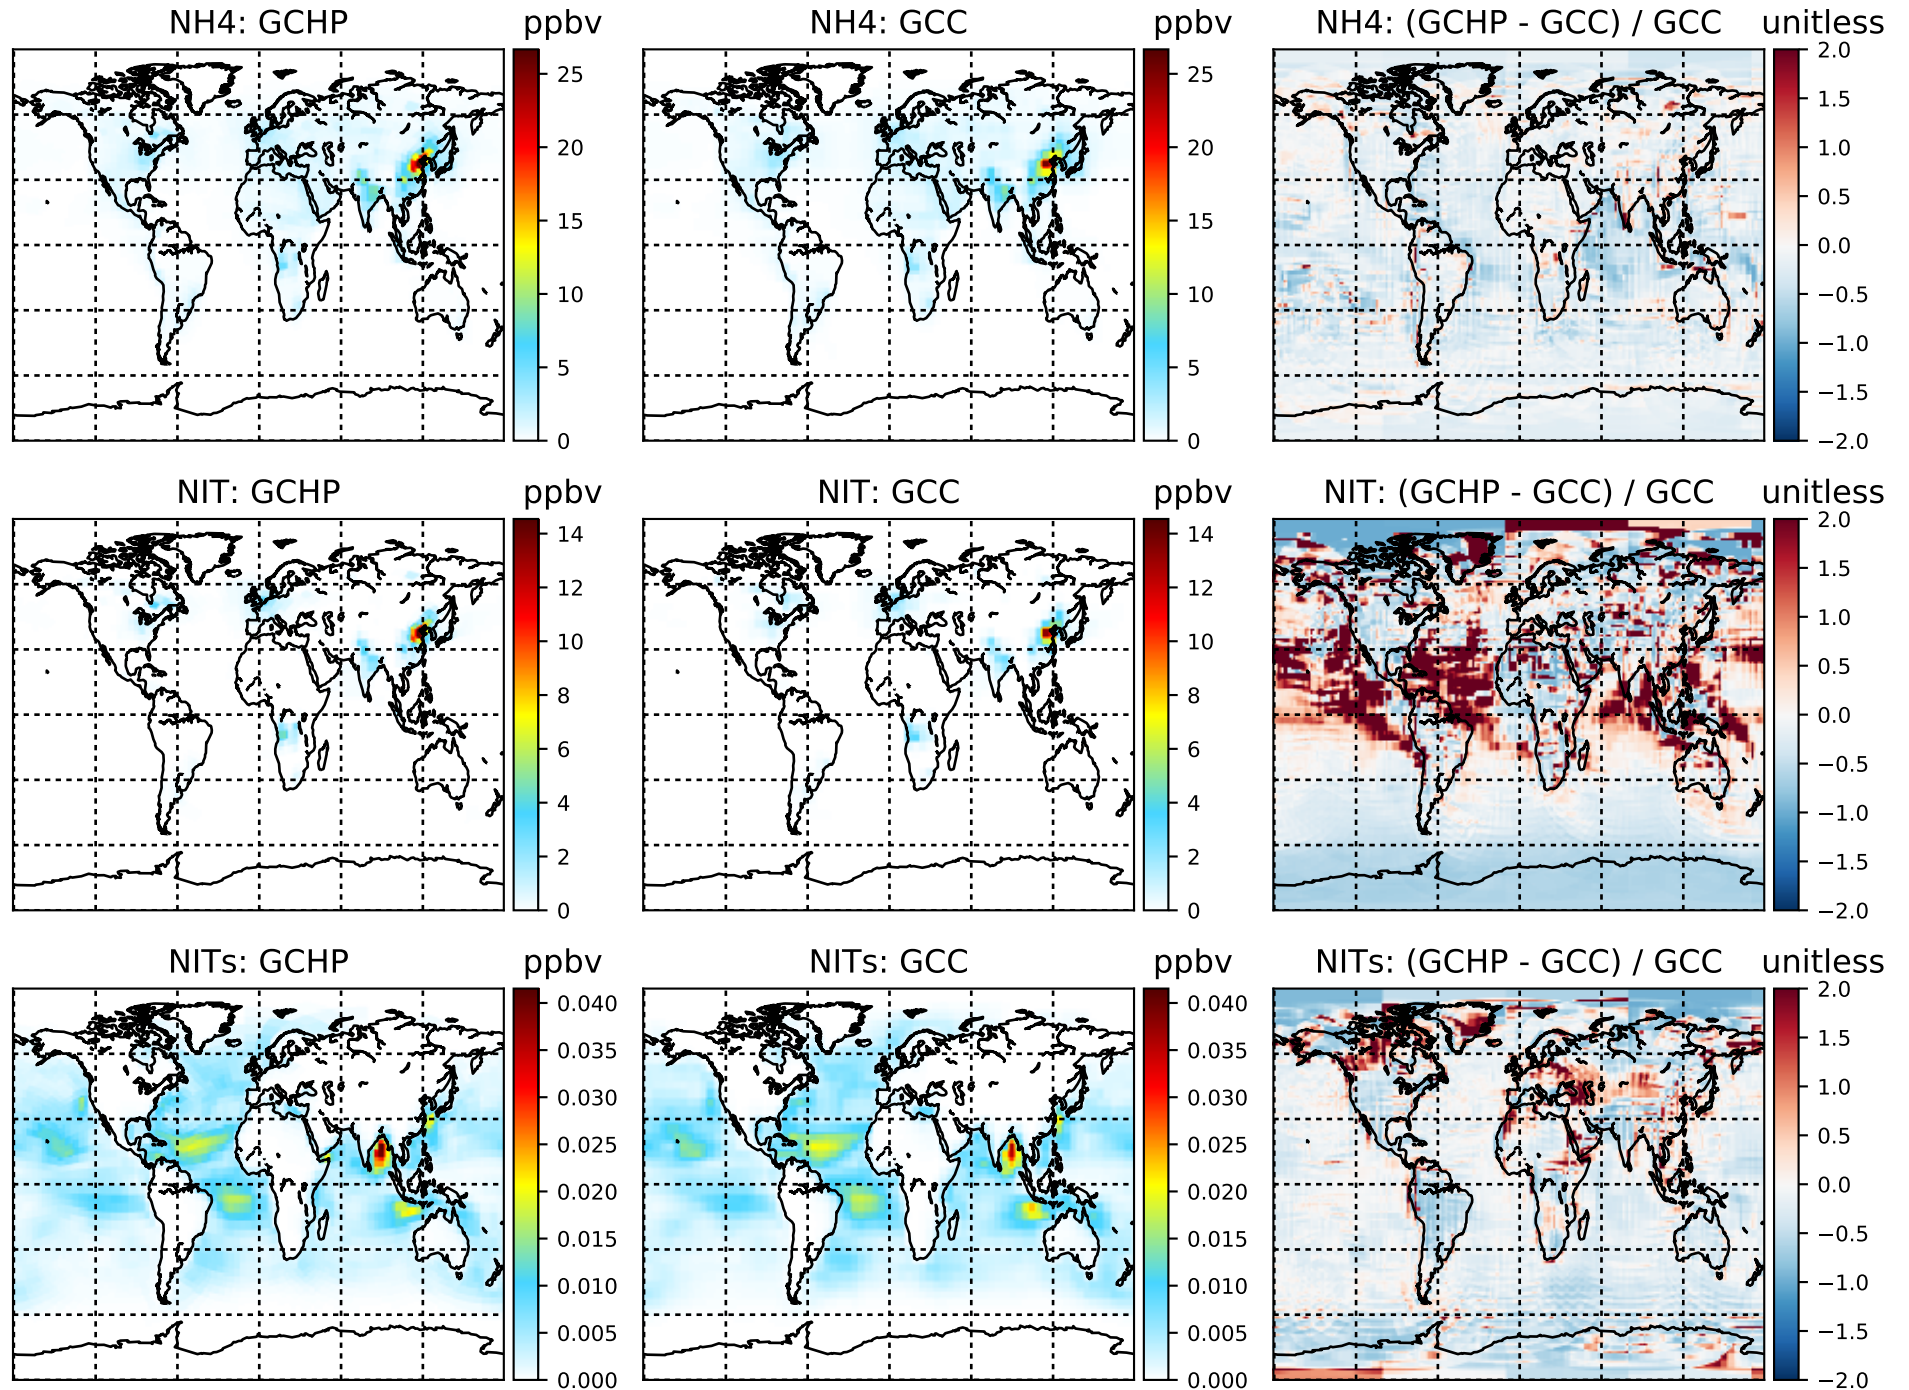 NH4: GCHP ppbv NH4: GCC ppbv NH4: (GCHP - GCC) / GCC unitless
25 25 2.0
20 20 1.5
15 15 1.0
10 10 0.5
5 5 0.0
0 0 −0.5
−1.0
−1.5
−2.0
NIT: GCHP ppbv NIT: GCC ppbv NIT: (GCHP - GCC) / GCC unitless
14 14 2.0
12 12 1.5
10 10 1.0
8 8 0.5
6 6 0.0
4 4 −0.5
2 2 −1.0
0 0 −1.5
−2.0
NITs: GCHP ppbv NITs: GCC ppbv NITs: (GCHP - GCC) / GCC unitless
0.040 0.040 2.0
0.035 0.035 1.5
0.030 0.030 1.0
0.025 0.025 0.5
0.020 0.020 0.0
0.015 0.015 −0.5
0.010 0.010 −1.0
0.005 0.005 −1.5
0.000 0.000 −2.0